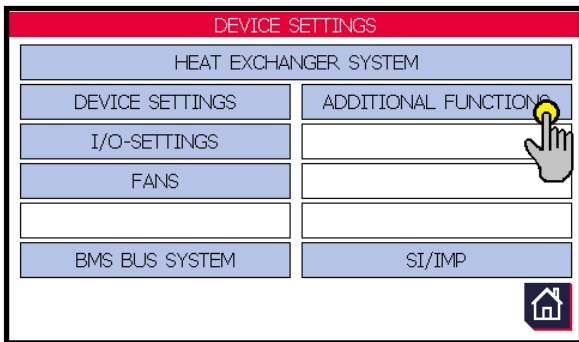 DEVICE SETTINGS
HEAT EXCHANGER SYSTEM
DEVICE SETTINGS
ADDITIONAL FUNCTIONS
I/O-SETTINGS
FANS
BMS BUS SYSTEM
SI/IMP